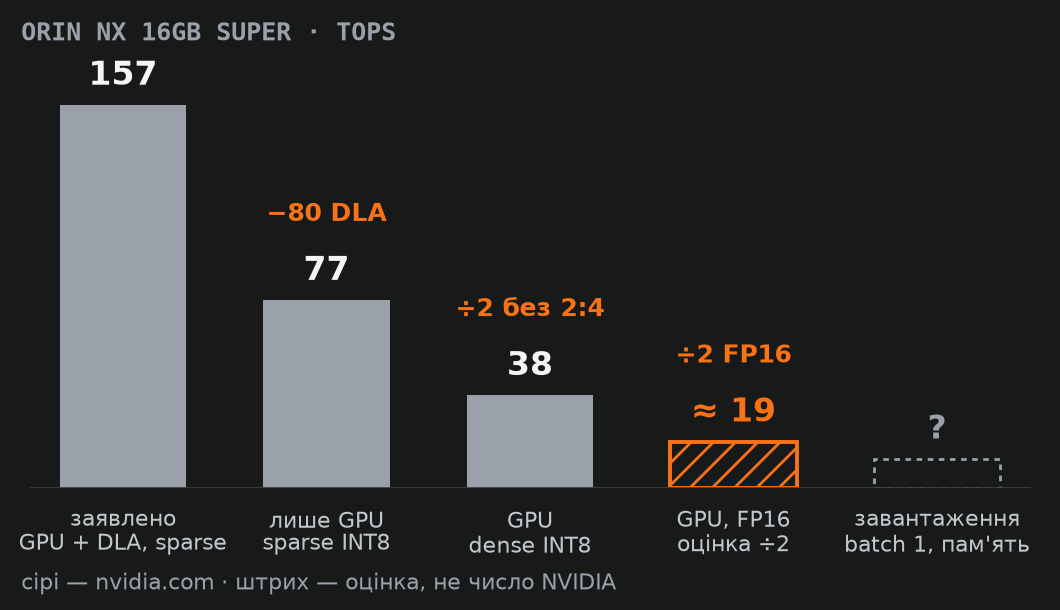 ORIN NX 16GB SUPER · TOPS
157
−80 DLA
77
÷2 без 2:4
38
÷2 FP16
≈ 19
?
заявлено
GPU + DLA, sparse
лише GPU
sparse INT8
GPU
dense INT8
GPU, FP16
оцінка ÷2
завантаження
batch 1, пам'ять
сірі — nvidia.com · штрих — оцінка, не число NVIDIA